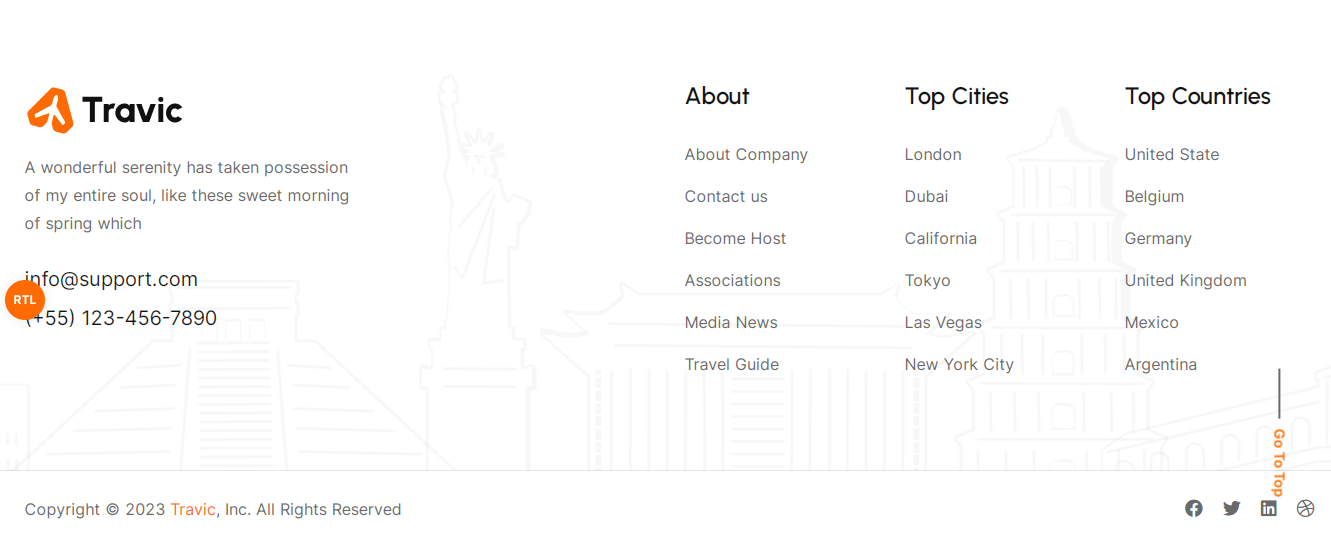 Travic
A wonderful serenity has taken possession
of my entire soul, like these sweet morning
of spring which
info@support.com
RTL
(+55) 123-456-7890
About
About Company
Contact us
Become Host
Associations
Media News
Travel Guide
Top Cities
London
Dubai
California
Tokyo
Las Vegas
New York City
Top Countries
United State
Belgium
Germany
United Kingdom
Mexico
Argentina
Go To Top
Copyright © 2023 Travic, Inc. All Rights Reserved